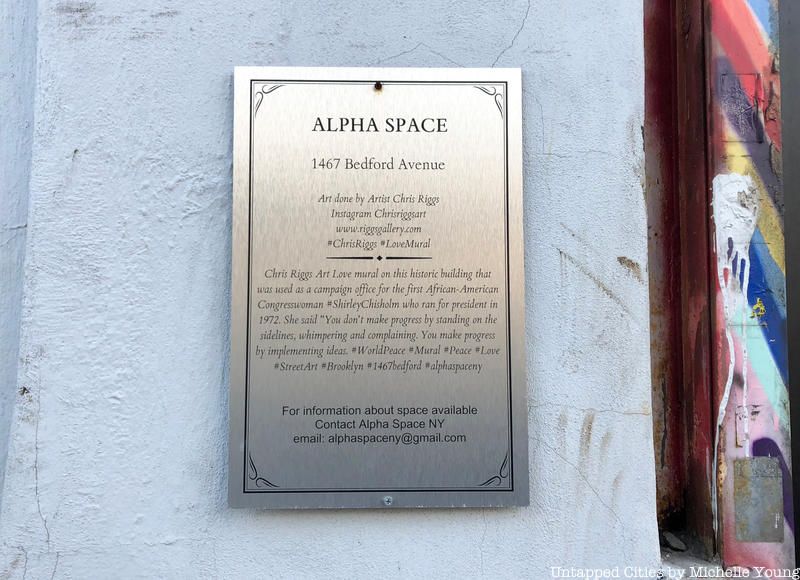 ALPHA SPACE
1467 Bedford Avenue
Art done by Artist Chris Riggs
Instagram Chrisriggsart
www.riggsgallery.com
#ChrisRiggs #LoveMural
Chris Riggs Art Love mural on this historic building that
was used as a campaign office for the first African-American
Congresswoman #ShirleyChisholm who ran for president in
1972. She said "You don't make progress by standing on the
sidelines, whimpering and complaining. You make progress
by implementing ideas. #WorldPeace #Mural #Peace #Love
#StreetArt #Brooklyn #1467bedford #alphaspaceny
For information about space available
Contact Alpha Space NY
email: alphaspaceny@gmail.com
Untapped Cities by Michelle Young